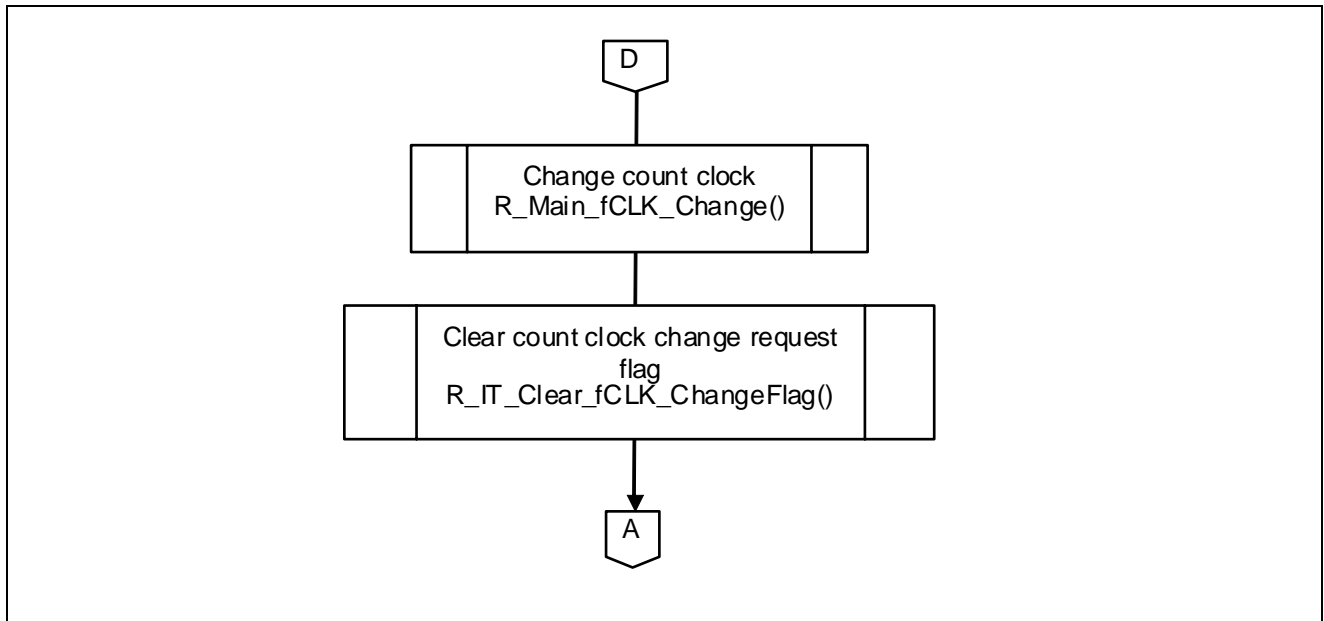 D
Change count clock
R_Main_fCLK_Change()
Clear count clock change request
flag
R_IT_Clear_fCLK_ChangeFlag()
A